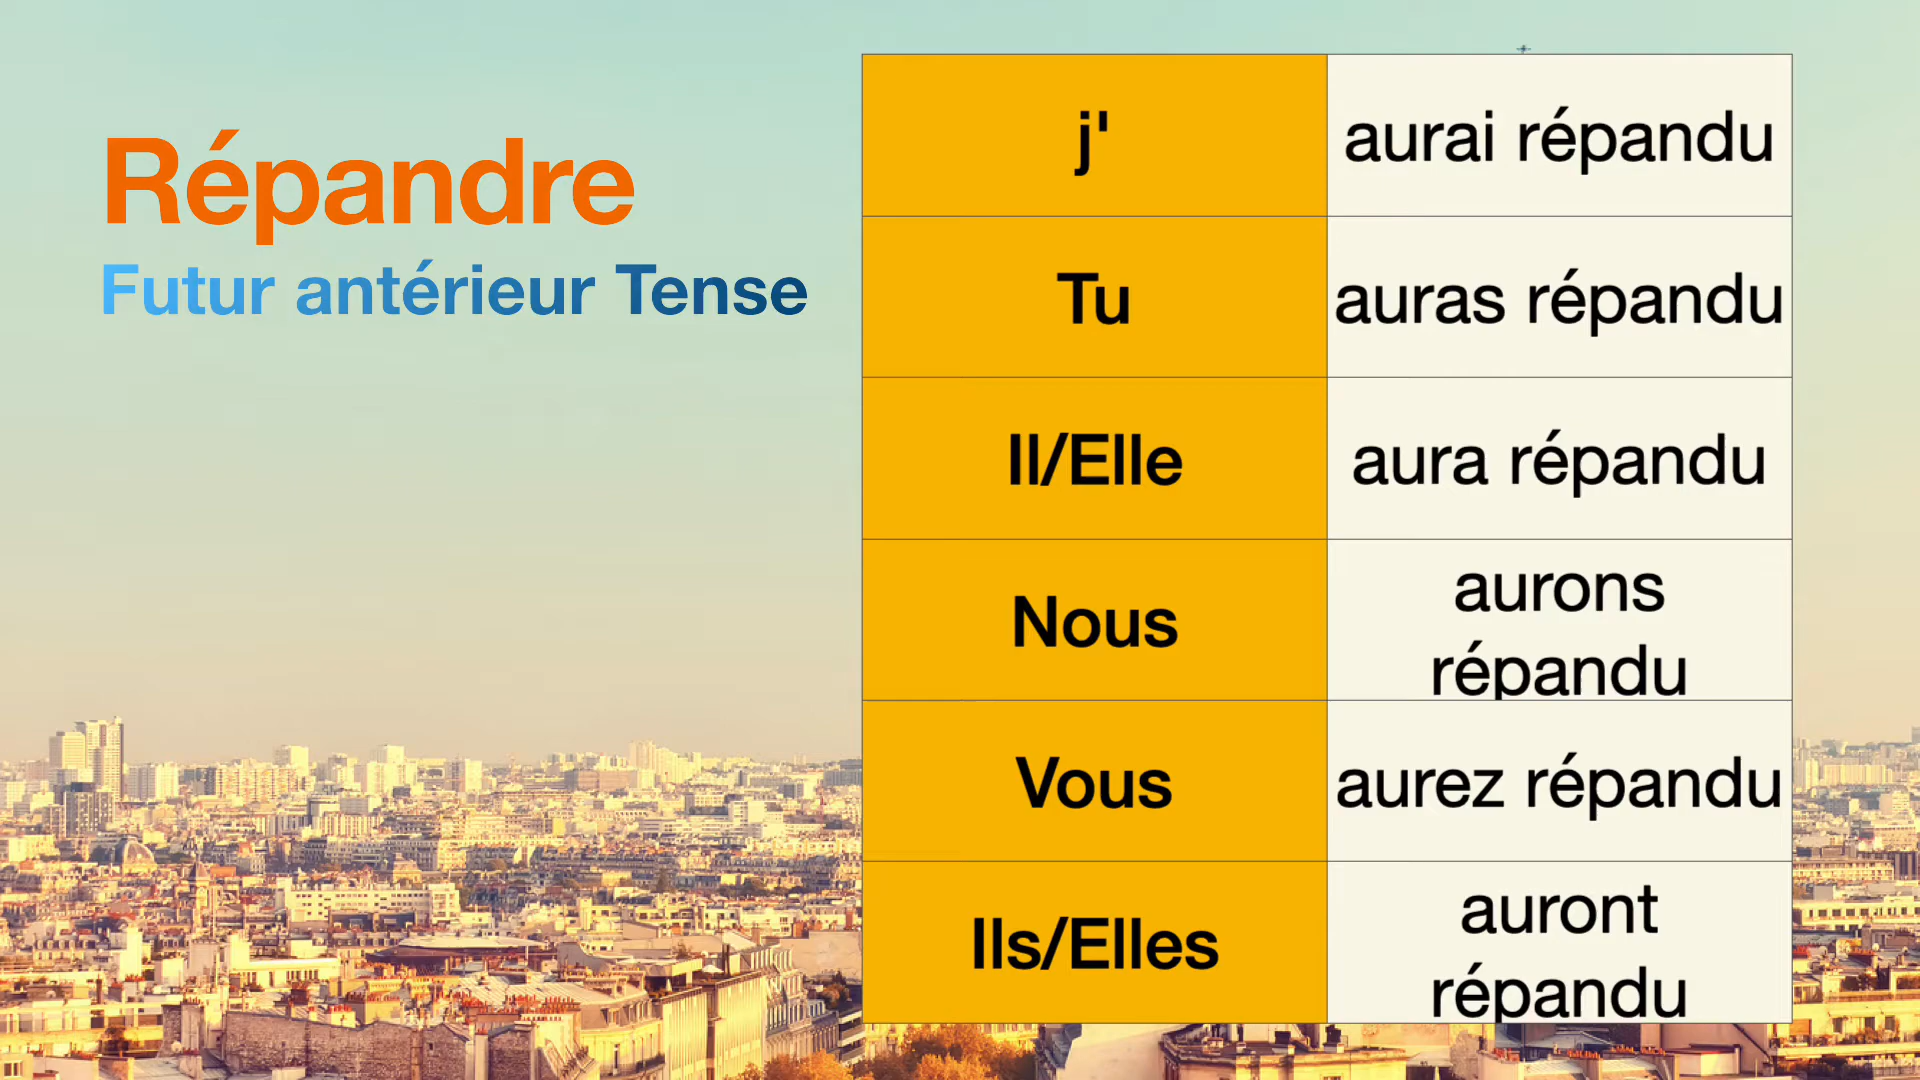 Répandre
Futur antérieur Tense
j' aurai répandu
Tu auras répandu
Il/Elle aura répandu
Nous aurons
répandu
Vous aurez répandu
Ils/Elles auront
répandu